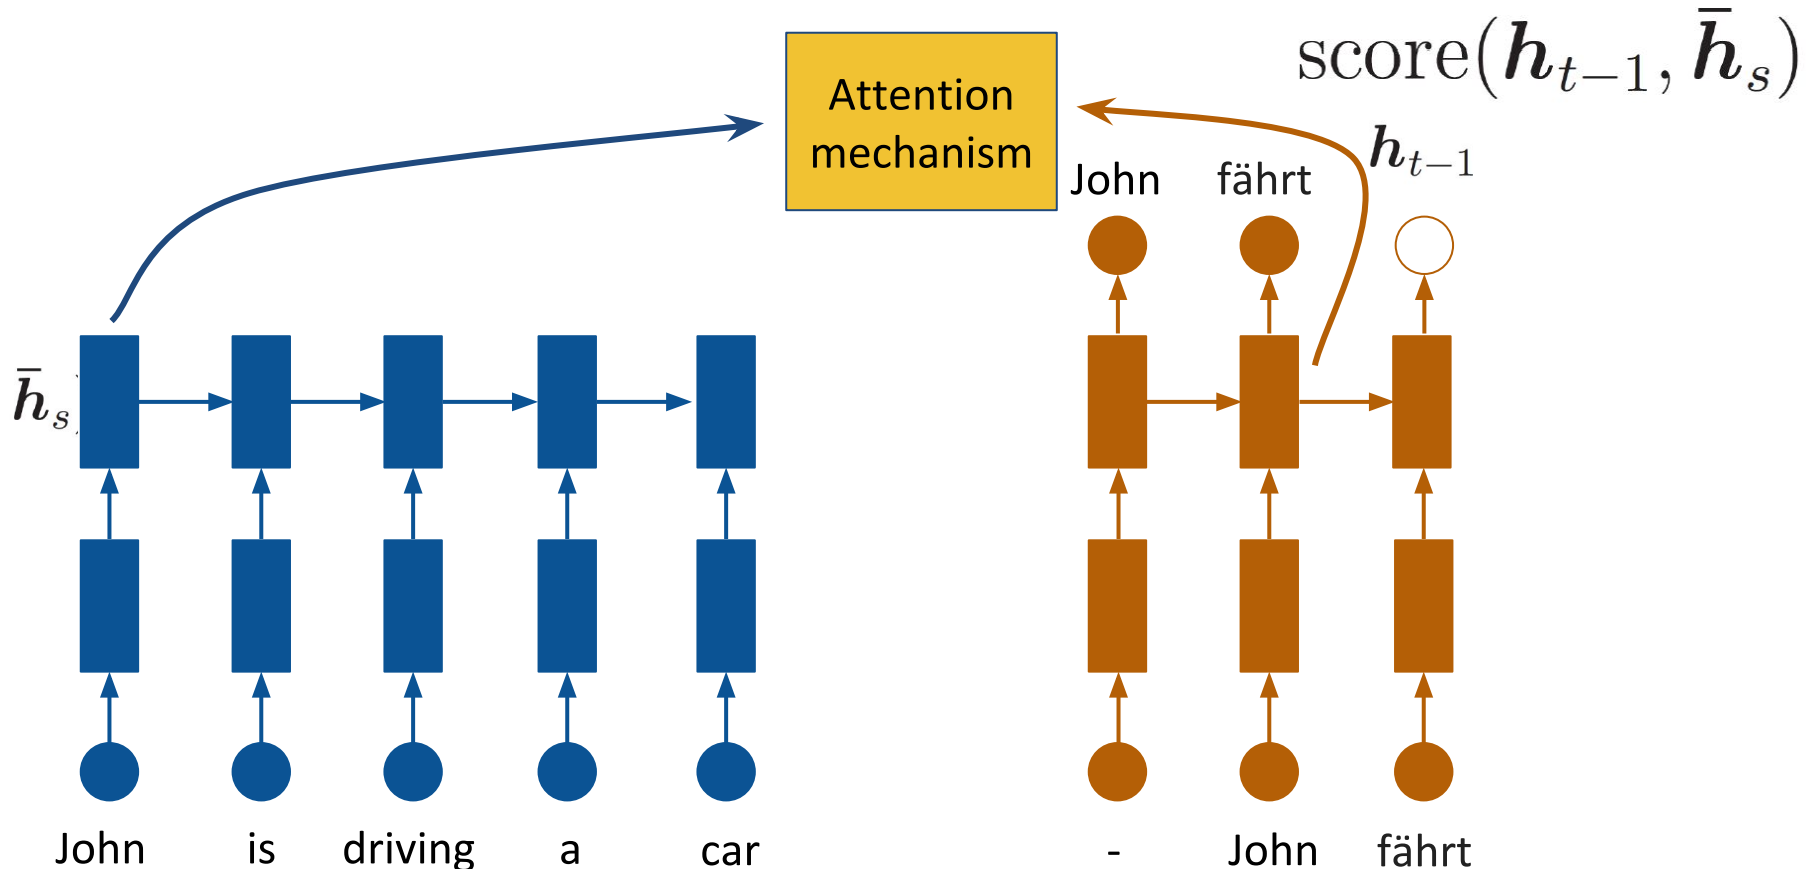 score(h_{t−1}, h̄_s)
Attention
mechanism
h_{t−1}
John fährt
h̄_s
John is driving a car - John fährt